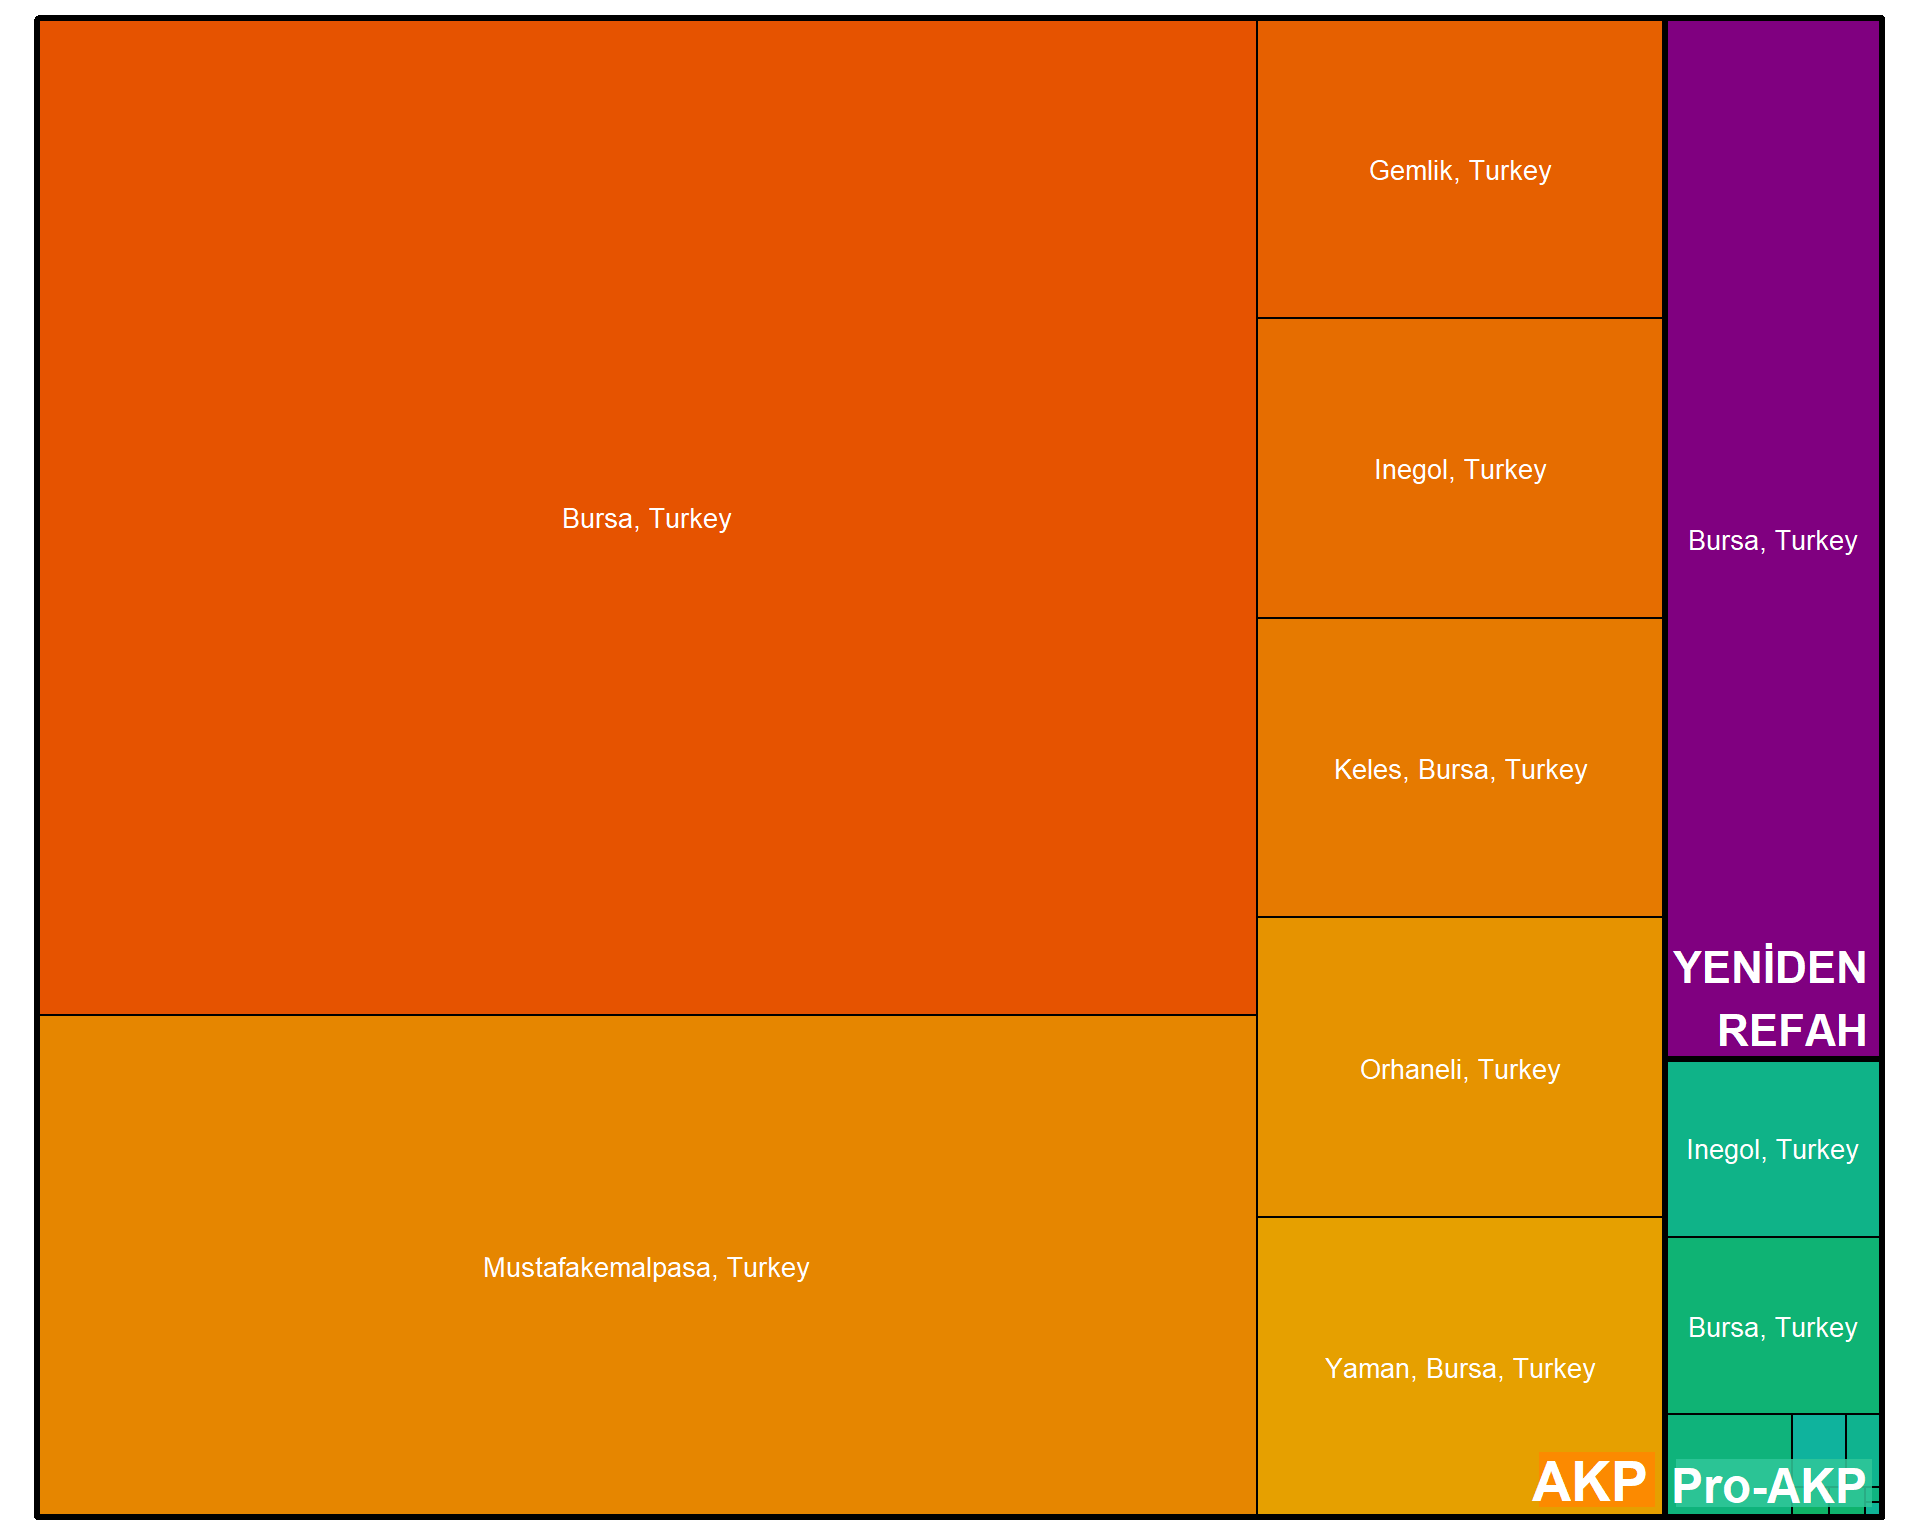 Bursa, Turkey
Mustafakemalpasa, Turkey
Gemlik, Turkey
Inegol, Turkey
Keles, Bursa, Turkey
Orhaneli, Turkey
Yaman, Bursa, Turkey
AKP
Bursa, Turkey
YENİDEN
REFAH
Inegol, Turkey
Bursa, Turkey
Pro-AKP